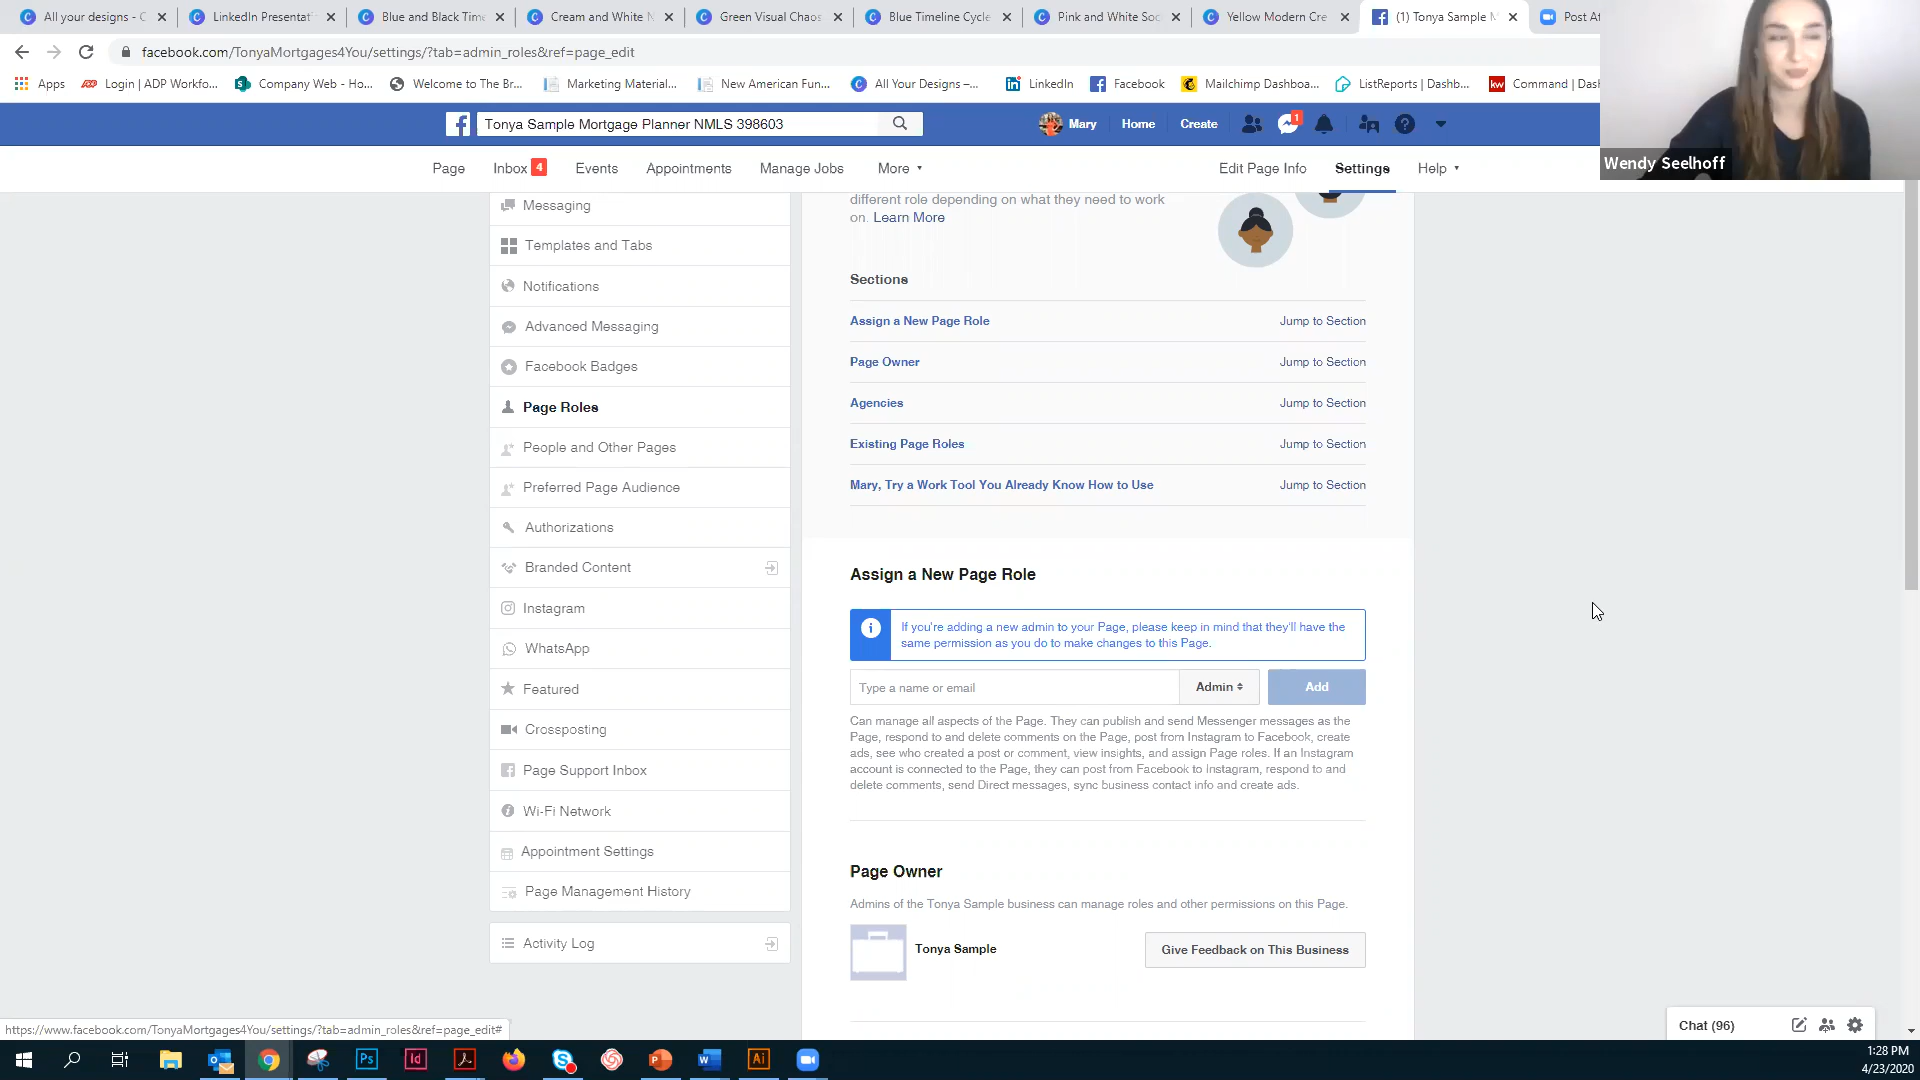 All your designs - C
LinkedIn Presentat
Blue and Black Time
Cream and White N
Green Visual Chaos
Blue Timeline Cycle
Pink and White Soc
Yellow Modern Cre
(1) Tonya Sample M
Post At
facebook.com/TonyaMortgages4You/settings/?tab=admin_roles&ref=page_edit
Apps
Login | ADP Workfo...
Company Web - Ho...
Welcome to The Br...
Marketing Material...
New American Fun...
All Your Designs –...
LinkedIn
Facebook
Mailchimp Dashboa...
ListReports | Dashb...
Command | Dash
Tonya Sample Mortgage Planner NMLS 398603
Mary
Home
Create
1
Wendy Seelhoff
Page
Inbox 4
Events
Appointments
Manage Jobs
More
Edit Page Info
Settings
Help
Messaging
Templates and Tabs
Notifications
Advanced Messaging
Facebook Badges
Page Roles
People and Other Pages
Preferred Page Audience
Authorizations
Branded Content
Instagram
WhatsApp
Featured
Crossposting
Page Support Inbox
Wi-Fi Network
Appointment Settings
Page Management History
Activity Log
different role depending on what they need to work
on. Learn More
Sections
Assign a New Page Role Jump to Section
Page Owner Jump to Section
Agencies Jump to Section
Existing Page Roles Jump to Section
Mary, Try a Work Tool You Already Know How to Use Jump to Section
Assign a New Page Role
If you're adding a new admin to your Page, please keep in mind that they'll have the
same permission as you do to make changes to this Page.
Type a name or email
Admin
Add
Can manage all aspects of the Page. They can publish and send Messenger messages as the
Page, respond to and delete comments on the Page, post from Instagram to Facebook, create
ads, see who created a post or comment, view insights, and assign Page roles. If an Instagram
account is connected to the Page, they can post from Facebook to Instagram, respond to and
delete comments, send Direct messages, sync business contact info and create ads.
Page Owner
Admins of the Tonya Sample business can manage roles and other permissions on this Page.
Tonya Sample
Give Feedback on This Business
Chat (96)
https://www.facebook.com/TonyaMortgages4You/settings/?tab=admin_roles&ref=page_edit#
1:28 PM
4/23/2020